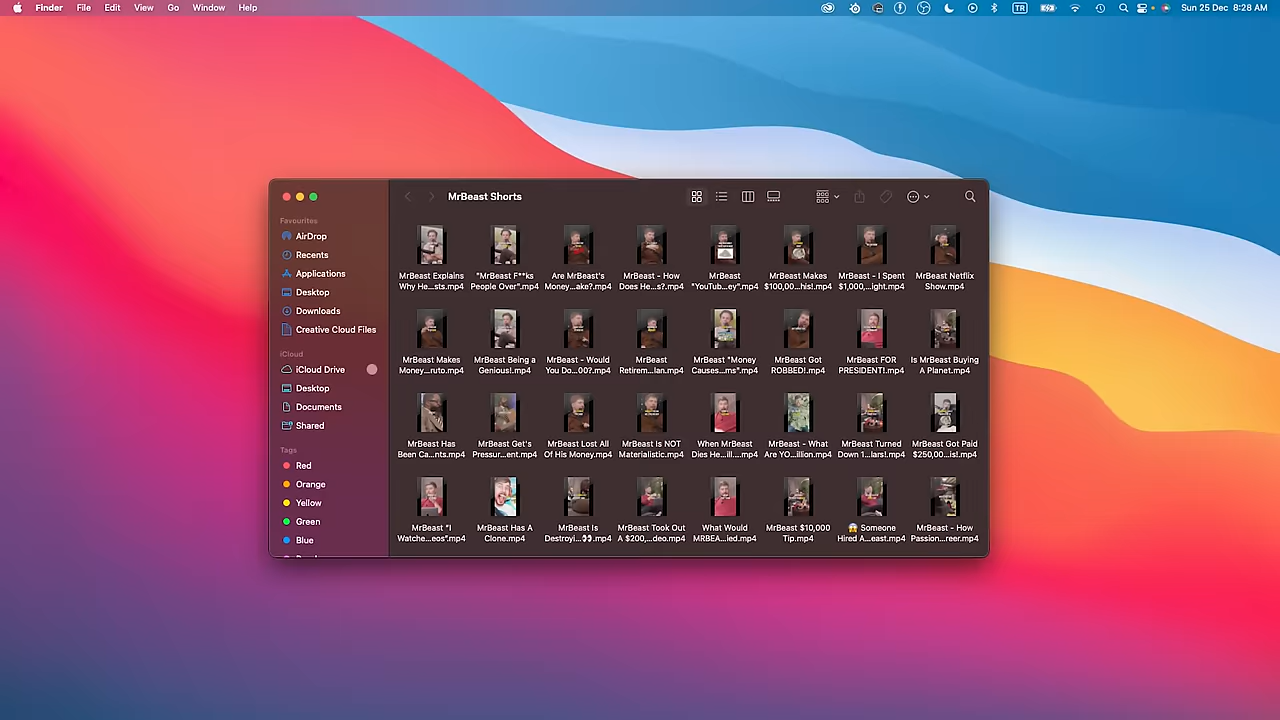 Finder File Edit View Go Window Help
TR Sun 25 Dec 8:28 AM
MrBeast Shorts
Favourites
AirDrop
Recents
Applications
Desktop
Downloads
Creative Cloud Files
iCloud
iCloud Drive
Desktop
Documents
Shared
Tags
Red
Orange
Yellow
Green
Blue
MrBeast Explains
Why He...sts.mp4
"MrBeast F**ks
People Over".mp4
Are MrBeast's
Money...ake?.mp4
MrBeast - How
Does He...s?.mp4
MrBeast
"YouTub...ey".mp4
MrBeast Makes
$100,00...his!.mp4
MrBeast - I Spent
$1,000,...ight.mp4
MrBeast Netflix
Show.mp4
MrBeast Makes
Money...ruto.mp4
MrBeast Being a
Genius!.mp4
MrBeast - Would
You Do...00?.mp4
MrBeast
Retirem...lan.mp4
MrBeast "Money
Causes...ms".mp4
MrBeast Got
ROBBED!.mp4
MrBeast FOR
PRESIDENT!.mp4
Is MrBeast Buying
A Planet.mp4
MrBeast Has
Been Ca...nts.mp4
MrBeast Get's
Pressur...ent.mp4
MrBeast Lost All
Of His Money.mp4
MrBeast Is NOT
Materialistic.mp4
When MrBeast
Dies He...ill....mp4
MrBeast - What
Are YO...illion.mp4
MrBeast Turned
Down 1...lars!.mp4
MrBeast Got Paid
$250,00...is!.mp4
MrBeast "I
Watche...eos".mp4
MrBeast Has A
Clone.mp4
MrBeast Is
Destroyi...👀.mp4
MrBeast Took Out
A $200,...deo.mp4
What Would
MRBEA...ied.mp4
MrBeast $10,000
Tip.mp4
😱 Someone
Hired A...east.mp4
MrBeast - How
Passion...reer.mp4